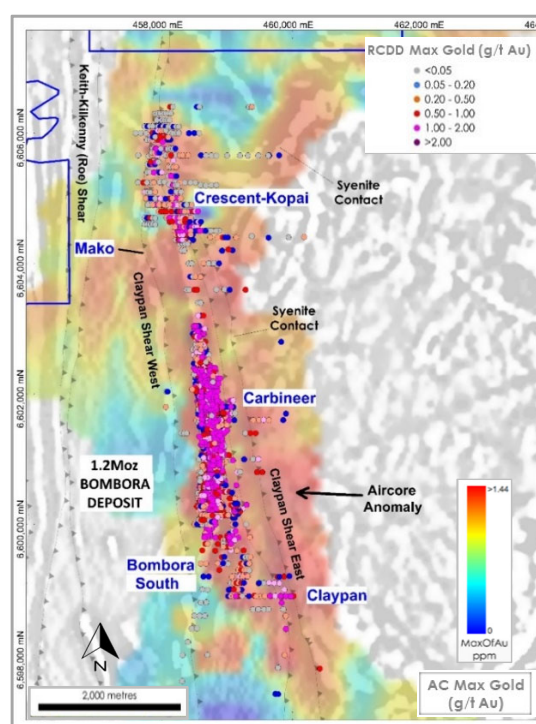 458,000 mE
460,000 mE
462,000 mE
RCDD Max Gold (g/t Au)
<0.05
0.05 - 0.20
0.20 - 0.50
0.50 - 1.00
1.00 - 2.00
>2.00
Keith-Kilkenny (Roe) Shear
6,608,000 mN
Syenite
Contact
Crescent-Kopai
Mako
6,604,000 mN
Claypan Shear West
Syenite
Contact
Carbineer
6,602,000 mN
1.2Moz
BOMBORA
DEPOSIT
Claypan Shear East
Aircore
Anomaly
>1.44
6,600,000 mN
Bombora
South
Claypan
0
MaxOfAu
ppm
N
6,598,000 mN
2,000 metres
AC Max Gold
(g/t Au)